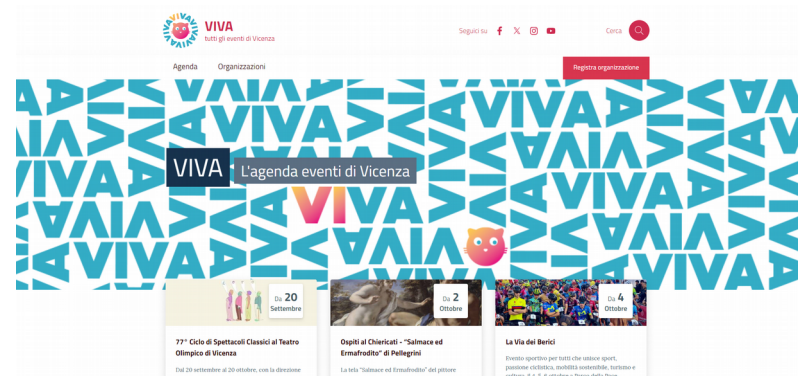 VIVA
tutti gli eventi di Vicenza
Seguici su
Cerca
Agenda
Organizzazioni
Registra organizzazione
VIVA
L'agenda eventi di Vicenza
VI
Da 20
Settembre
77° Ciclo di Spettacoli Classici al Teatro
Olimpico di Vicenza
Dal 20 settembre al 20 ottobre, con la direzione
Da 2
Ottobre
Ospiti al Chiericati - "Salmace ed
Ermafrodito" di Pellegrini
La tela "Salmace ed Ermafrodito" del pittore
Da 4
Ottobre
La Via dei Berici
Evento sportivo per tutti che unisce sport,
passione ciclistica, mobilità sostenibile, turismo e